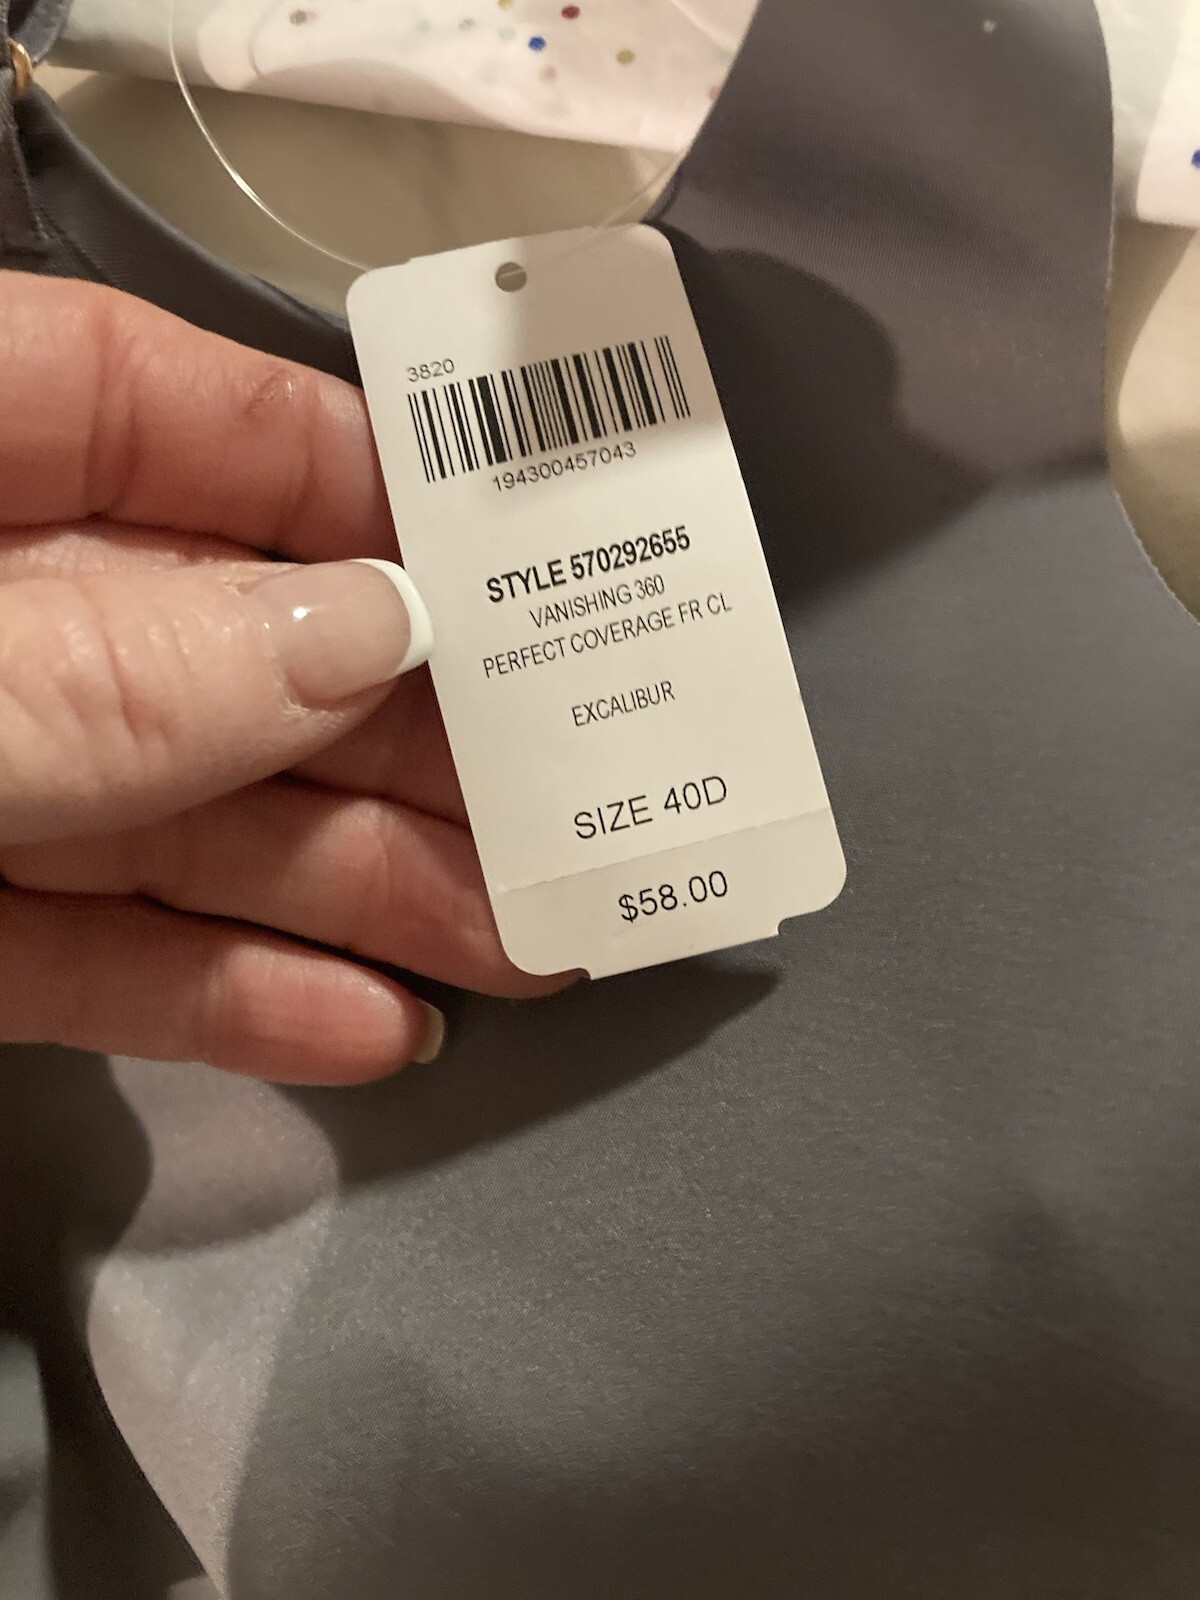 3820
194300457043
STYLE 570292655
VANISHING 360
PERFECT COVERAGE FR CL
EXCALIBUR
SIZE 40D
$58.00